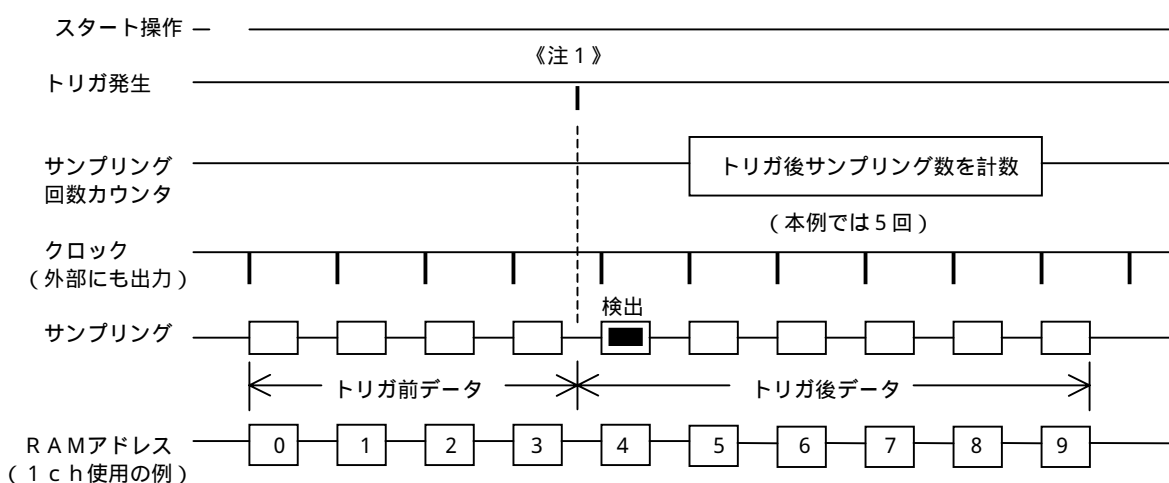 スタート操作
《注1》
トリガ発生
サンプリング
回数カウンタ
トリガ後サンプリング数を計数
(本例では5回)
クロック
(外部にも出力)
検出
サンプリング
トリガ前データ
トリガ後データ
RAMアドレス
(1ch使用の例)
0 1 2 3 4 5 6 7 8 9